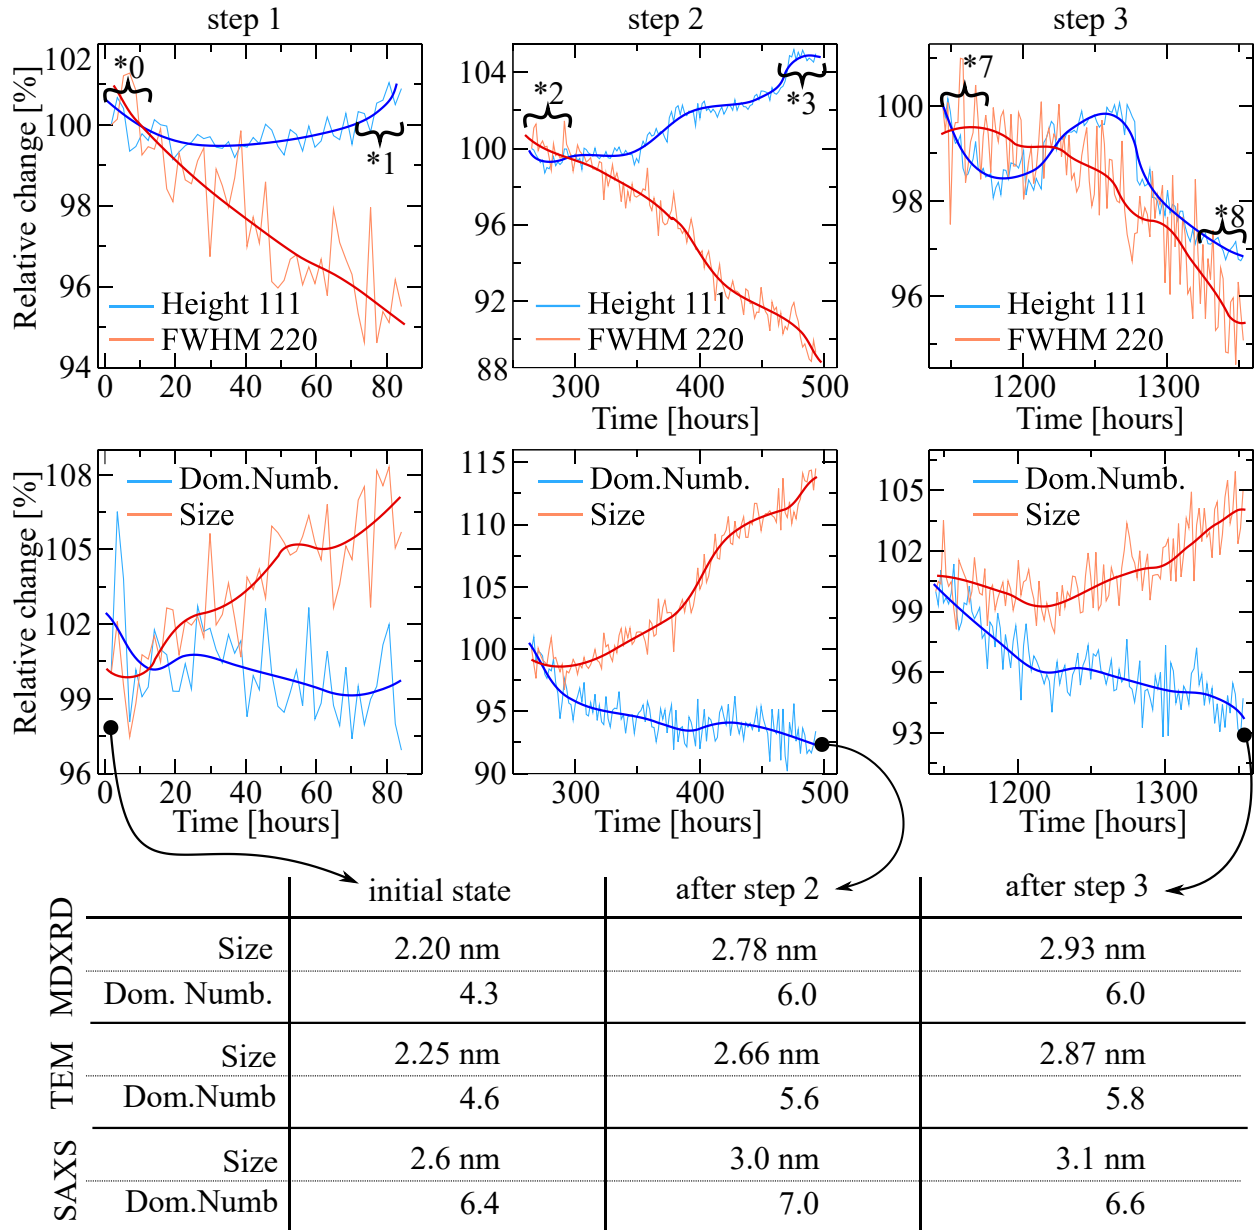 step 1
step 2
step 3
Relative change [%]
102
100
98
96
94
*0
*1
Height 111
FWHM 220
0 20 40 60 80
104
100
96
92
88
*2
*3
Height 111
FWHM 220
300 400 500
Time [hours]
100
98
96
*7
*8
Height 111
FWHM 220
1200 1300
Time [hours]
Relative change [%]
108
105
102
99
96
Dom.Numb.
Size
0 20 40 60 80
Time [hours]
115
110
105
100
95
90
Dom.Numb.
Size
300 400 500
Time [hours]
105
102
99
96
93
Dom.Numb.
Size
1200 1300
Time [hours]
initial state after step 2 after step 3
MDXRD
Size 2.20 nm 2.78 nm 2.93 nm
Dom. Numb. 4.3 6.0 6.0
TEM
Size 2.25 nm 2.66 nm 2.87 nm
Dom.Numb 4.6 5.6 5.8
SAXS
Size 2.6 nm 3.0 nm 3.1 nm
Dom.Numb 6.4 7.0 6.6